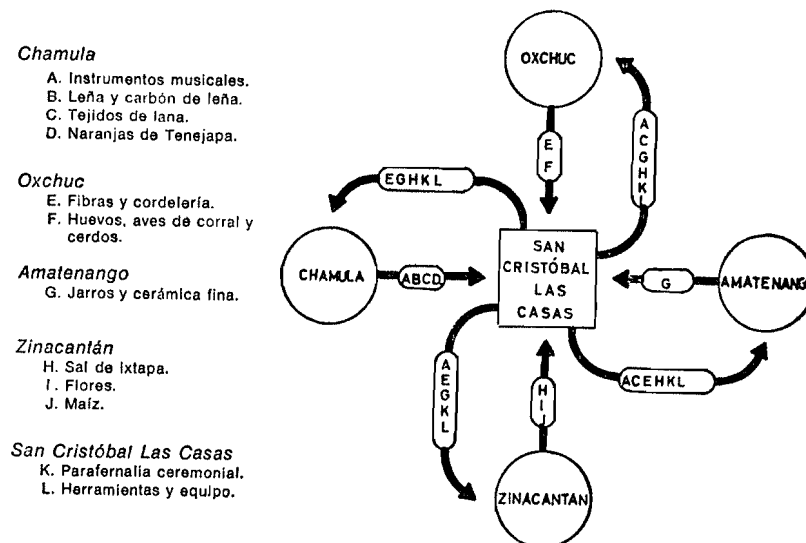 Chamula
A. Instrumentos musicales.
B. Leña y carbón de leña.
C. Tejidos de lana.
D. Naranjas de Tenejapa.
Oxchuc
E. Fibras y cordelería.
F. Huevos, aves de corral y
cerdos.
Amatenango
G. Jarros y cerámica fina.
Zinacantán
H. Sal de Ixtapa.
I. Flores.
J. Maíz.
San Cristóbal Las Casas
K. Parafernalia ceremonial.
L. Herramientas y equipo.
OXCHUC
E
F
A
C
G
H
K
L
EGHKL
CHAMULA
ABCD
SAN
CRISTÓBAL
LAS
CASAS
G
AMATENANG
A
E
G
K
L
H
I
J
ACEHKL
ZINACANTAN